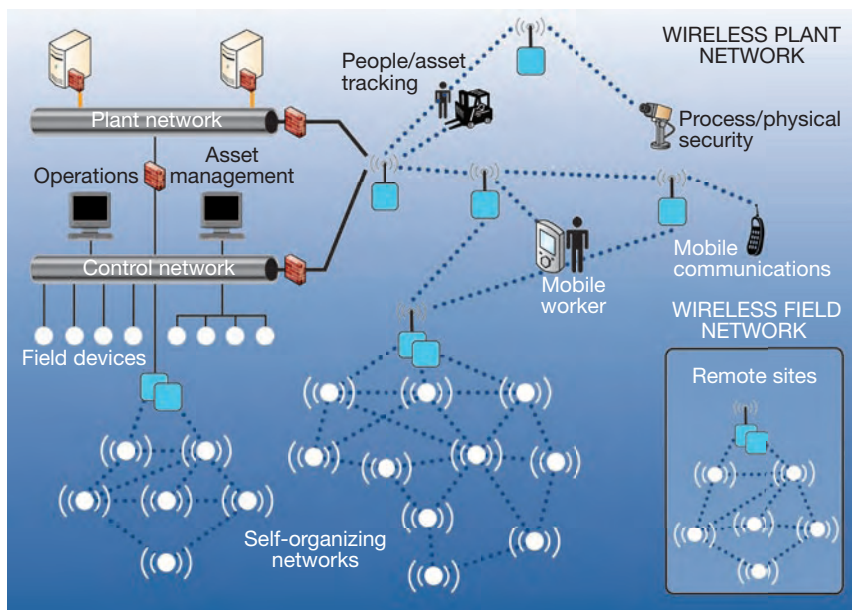 WIRELESS PLANT
NETWORK
People/asset
tracking
Plant network
Process/physical
security
Operations
Asset
management
Control network
Mobile
worker
Mobile
communications
Field devices
WIRELESS FIELD
NETWORK
Remote sites
Self-organizing
networks